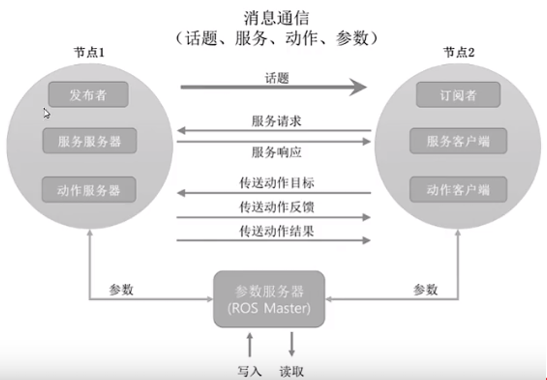 消息通信
（话题、服务、动作、参数）
节点1
节点2
发布者
话题
订阅者
服务请求
服务服务器
服务客户端
服务响应
传送动作目标
动作服务器
动作客户端
传送动作反馈
传送动作结果
参数
参数服务器
(ROS Master)
参数
写入
读取